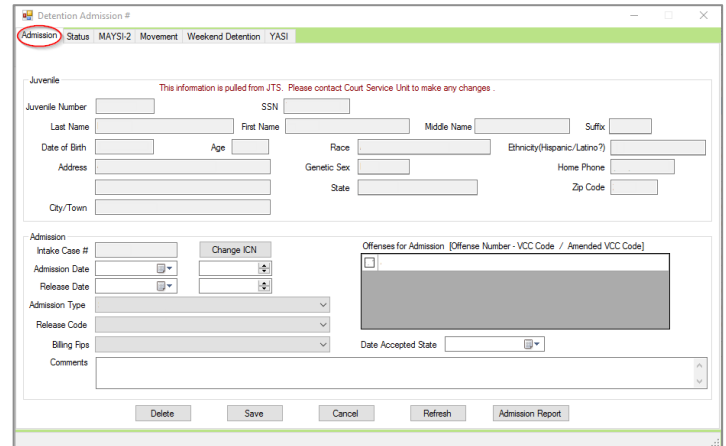 Detention Admission #
Admission Status MAYSI-2 Movement Weekend Detention YASI
Juvenile
This information is pulled from JTS. Please contact Court Service Unit to make any changes .
Juvenile Number SSN
Last Name First Name Middle Name Suffix
Date of Birth Age Race Ethnicity(Hispanic/Latino?)
Address Genetic Sex Home Phone
State Zip Code
City/Town
Admission
Intake Case # Change ICN Offenses for Admission [Offense Number - VCC Code / Amended VCC Code]
Admission Date
Release Date
Admission Type
Release Code
Billing Fips Date Accepted State
Comments
Delete Save Cancel Refresh Admission Report